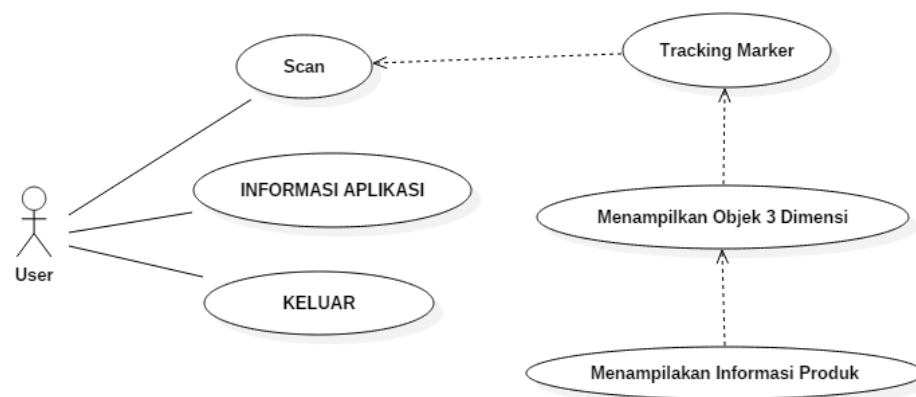 Tracking Marker
Scan
INFORMASI APLIKASI
Menampilkan Objek 3 Dimensi
User
KELUAR
Menampilakan Informasi Produk